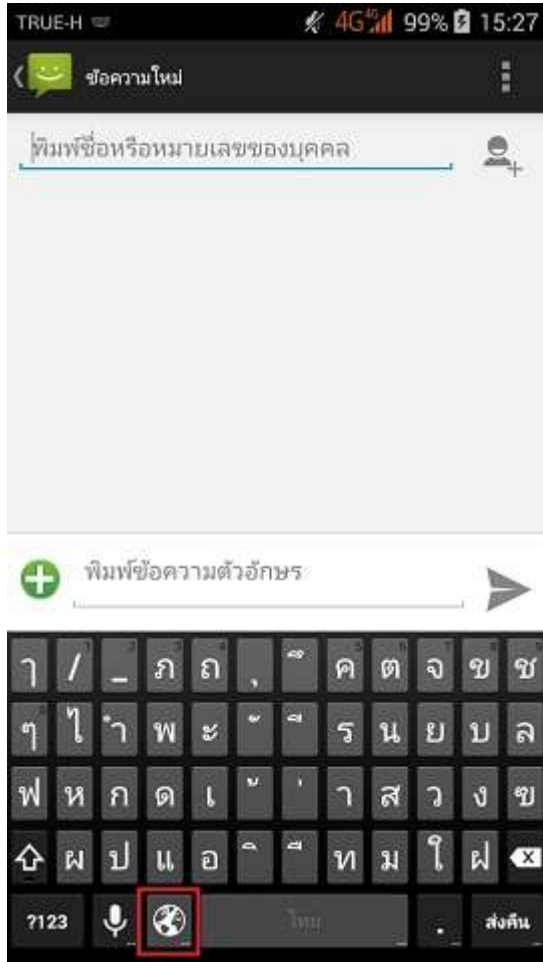 TRUE-H 4G 4G 99% 15:27
ข้อความใหม่
พิมพ์ชื่อหรือหมายเลขของบุคคล
พิมพ์ข้อความตัวอักษร
ๅ / _ ภ ถ ุ ึ ค ต จ ข ช
ๆ ไ ำ พ ะ ั ี ร น ย บ ล
ฟ ห ก ด เ ้ ่ า ส ว ง ฃ
ผ ป แ อ ิ ื ท ม ใ ฝ
?123 ไทย . ส่งคืน